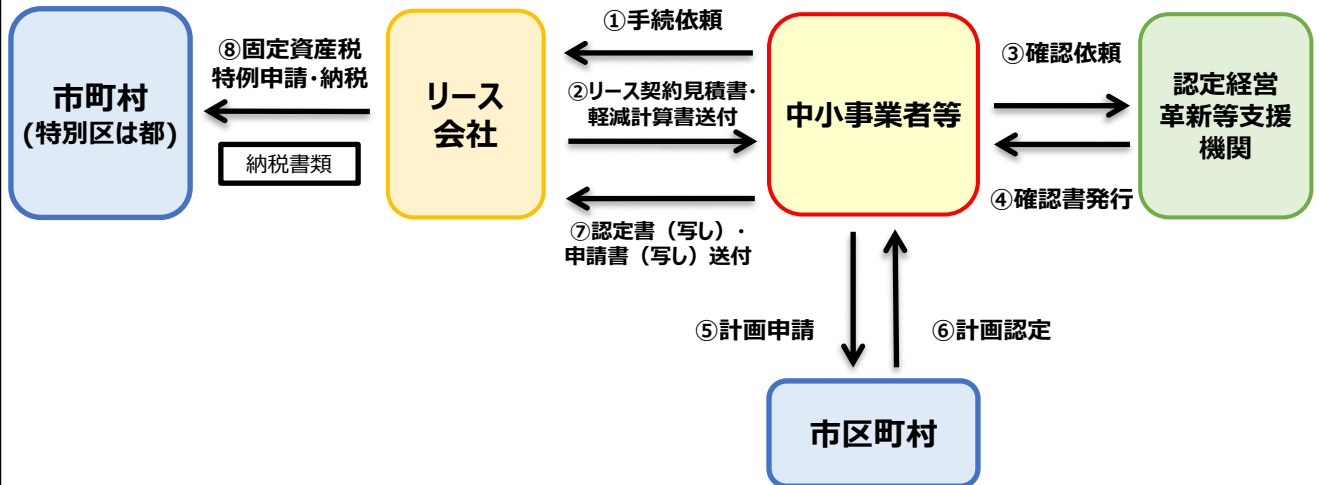 市町村
(特別区は都)
⑧固定資産税
特例申請・納税
納税書類
リース
会社
①手続依頼
②リース契約見積書・
軽減計算書送付
⑦認定書（写し）・
申請書（写し）送付
中小事業者等
③確認依頼
④確認書発行
認定経営
革新等支援
機関
⑤計画申請
⑥計画認定
市区町村